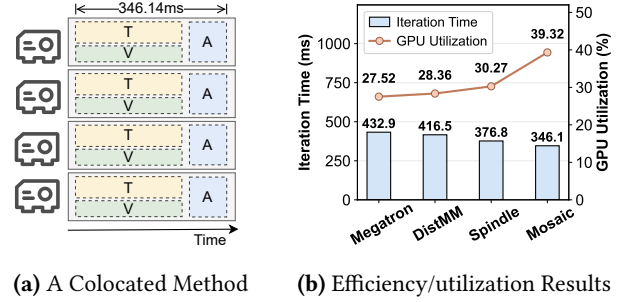 346.14ms
T
V
A
T
V
A
T
V
A
T
V
A
Time
(a) A Colocated Method
Iteration Time (ms)
1000
750
500
250
0
Iteration Time
GPU Utilization
27.52
28.36
30.27
39.32
432.9
416.5
376.8
346.1
Megatron
DistMM
Spindle
Mosaic
50
40
30
20
10
0
GPU Utilization (%)
(b) Efficiency/utilization Results